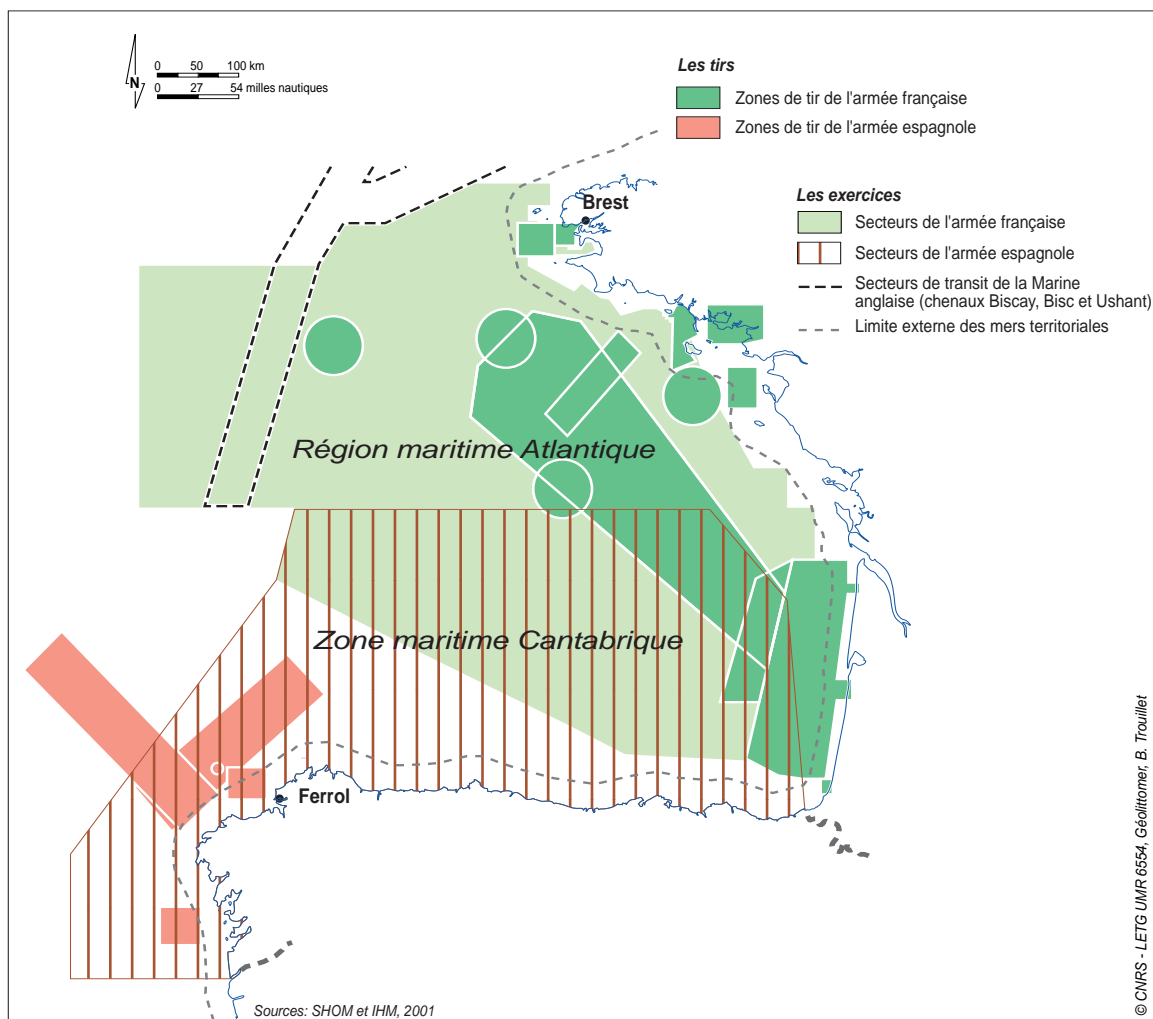 N
0 50 100 km
0 27 54 milles nautiques
Les tirs
Zones de tir de l'armée française
Zones de tir de l'armée espagnole
Les exercices
Secteurs de l'armée française
Secteurs de l'armée espagnole
Secteurs de transit de la Marine
anglaise (chenaux Biscay, Bisc et Ushant)
Limite externe des mers territoriales
Brest
Région maritime Atlantique
Zone maritime Cantabrique
Ferrol
Sources: SHOM et IHM, 2001
© CNRS - LETG UMR 6554, Géolittomer, B. Trouillet